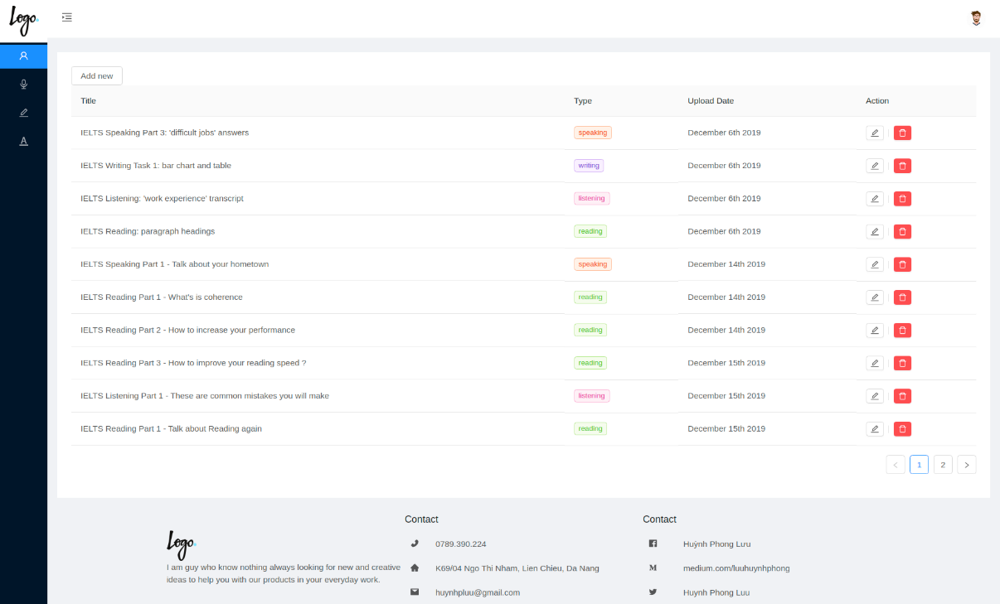 Logo.
Add new
Title Type Upload Date Action
IELTS Speaking Part 3: 'difficult jobs' answers speaking December 6th 2019
IELTS Writing Task 1: bar chart and table writing December 6th 2019
IELTS Listening: 'work experience' transcript listening December 6th 2019
IELTS Reading: paragraph headings reading December 6th 2019
IELTS Speaking Part 1 - Talk about your hometown speaking December 14th 2019
IELTS Reading Part 1 - What's is coherence reading December 14th 2019
IELTS Reading Part 2 - How to increase your performance reading December 14th 2019
IELTS Reading Part 3 - How to improve your reading speed ? reading December 15th 2019
IELTS Listening Part 1 - These are common mistakes you will make listening December 15th 2019
IELTS Reading Part 1 - Talk about Reading again reading December 15th 2019
1 2
Logo.
I am guy who know nothing always looking for new and creative
ideas to help you with our products in your everyday work.
Contact
0789.390.224
K69/04 Ngo Thi Nham, Lien Chieu, Da Nang
huynhpluu@gmail.com
Contact
Huỳnh Phong Lưu
medium.com/luuhuynhphong
Huynh Phong Luu